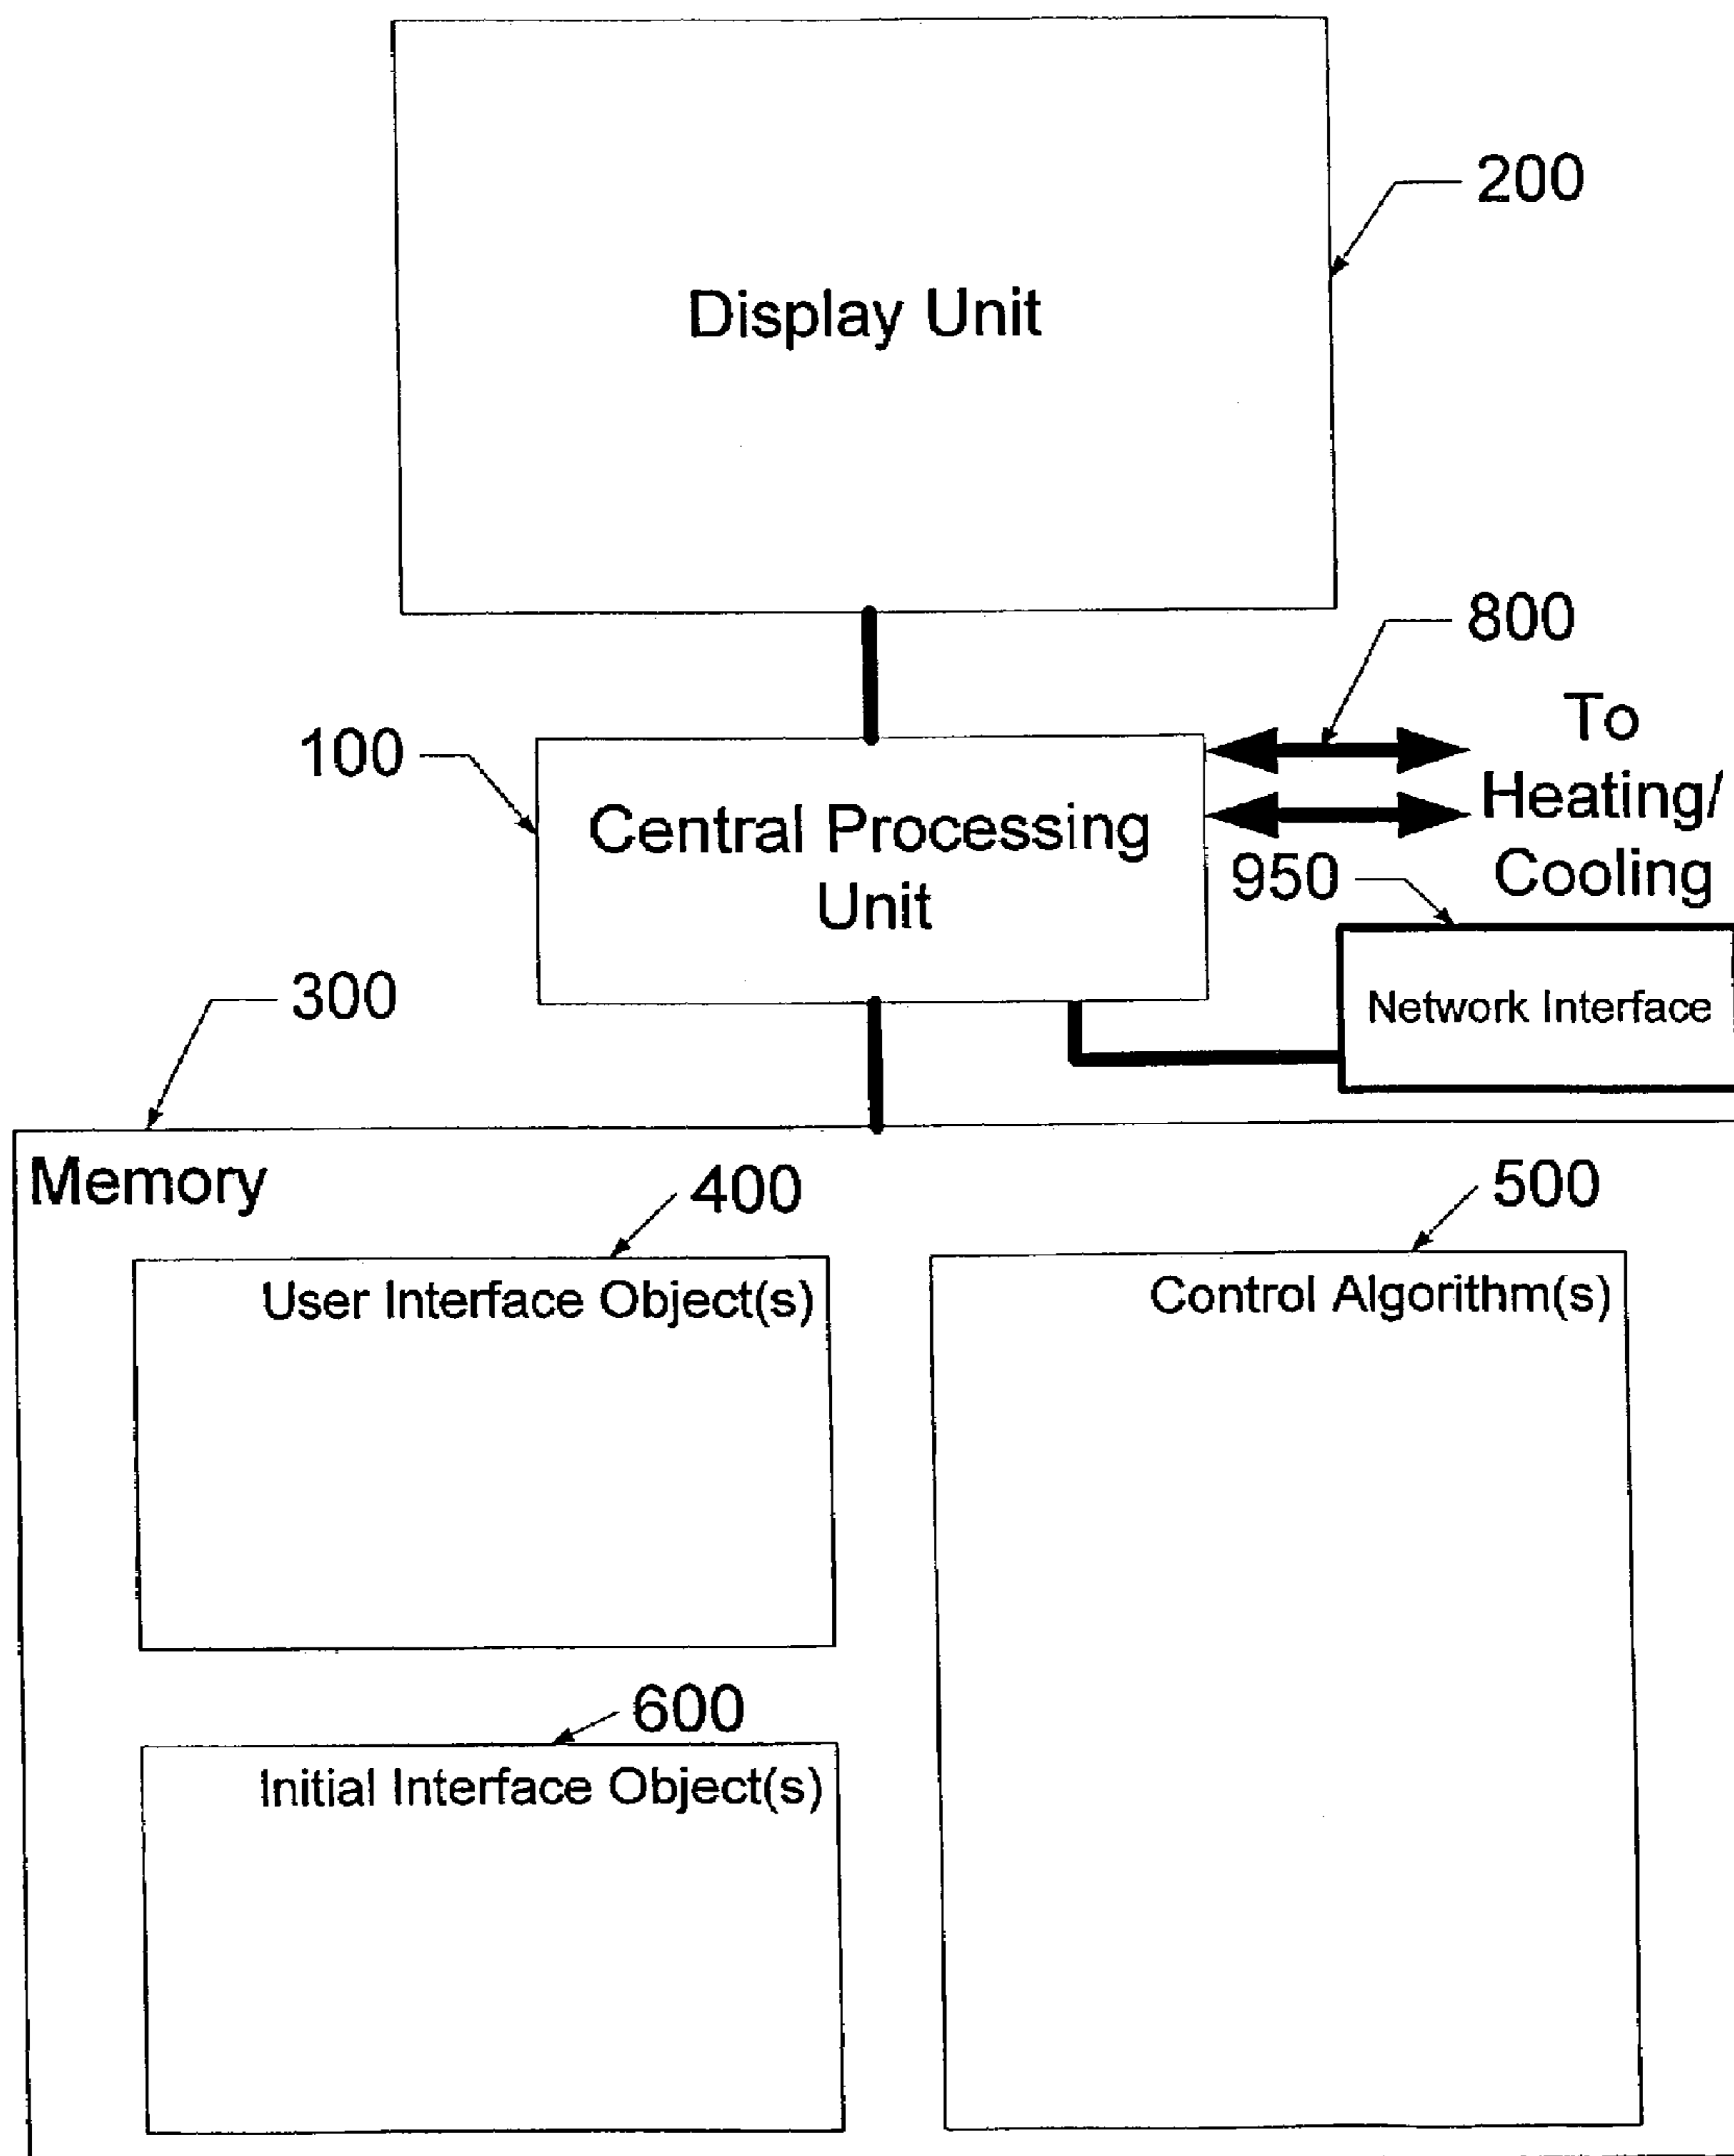 Display Unit
200
800
To
Heating/
Cooling
100
Central Processing
Unit
950
Network Interface
300
Memory
400
User Interface Object(s)
500
Control Algorithm(s)
600
Initial Interface Object(s)